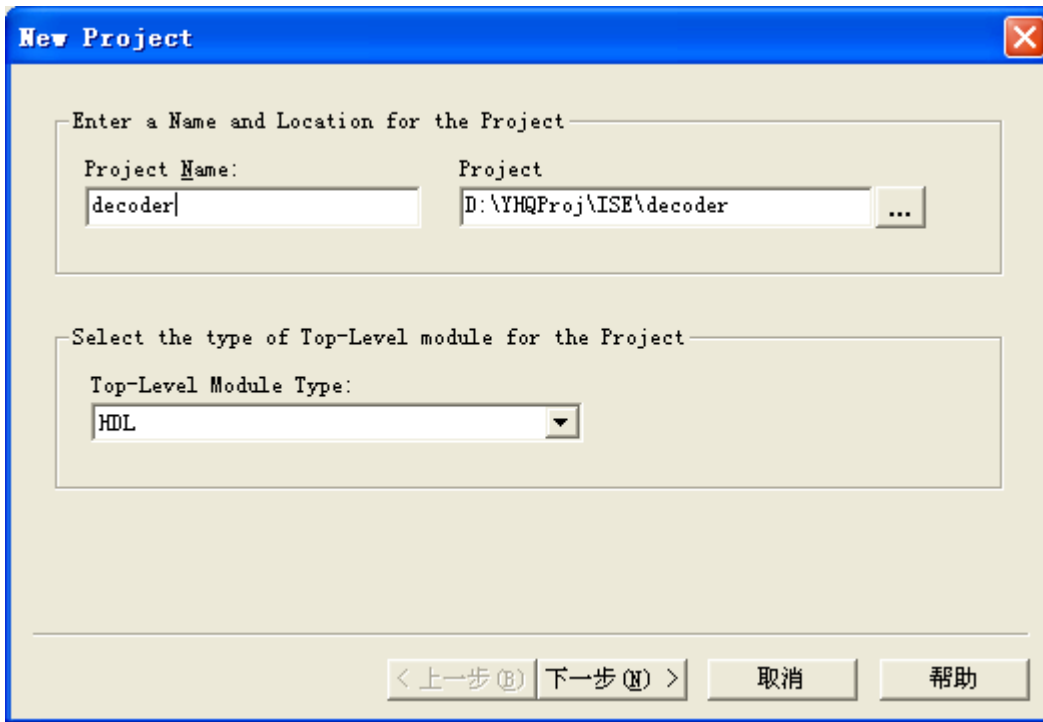 New Project
Enter a Name and Location for the Project
Project Name: Project
decoder D:\YHQProj\ISE\decoder ...
Select the type of Top-Level module for the Project
Top-Level Module Type:
HDL
< 上一步(B) 下一步(N) > 取消 帮助